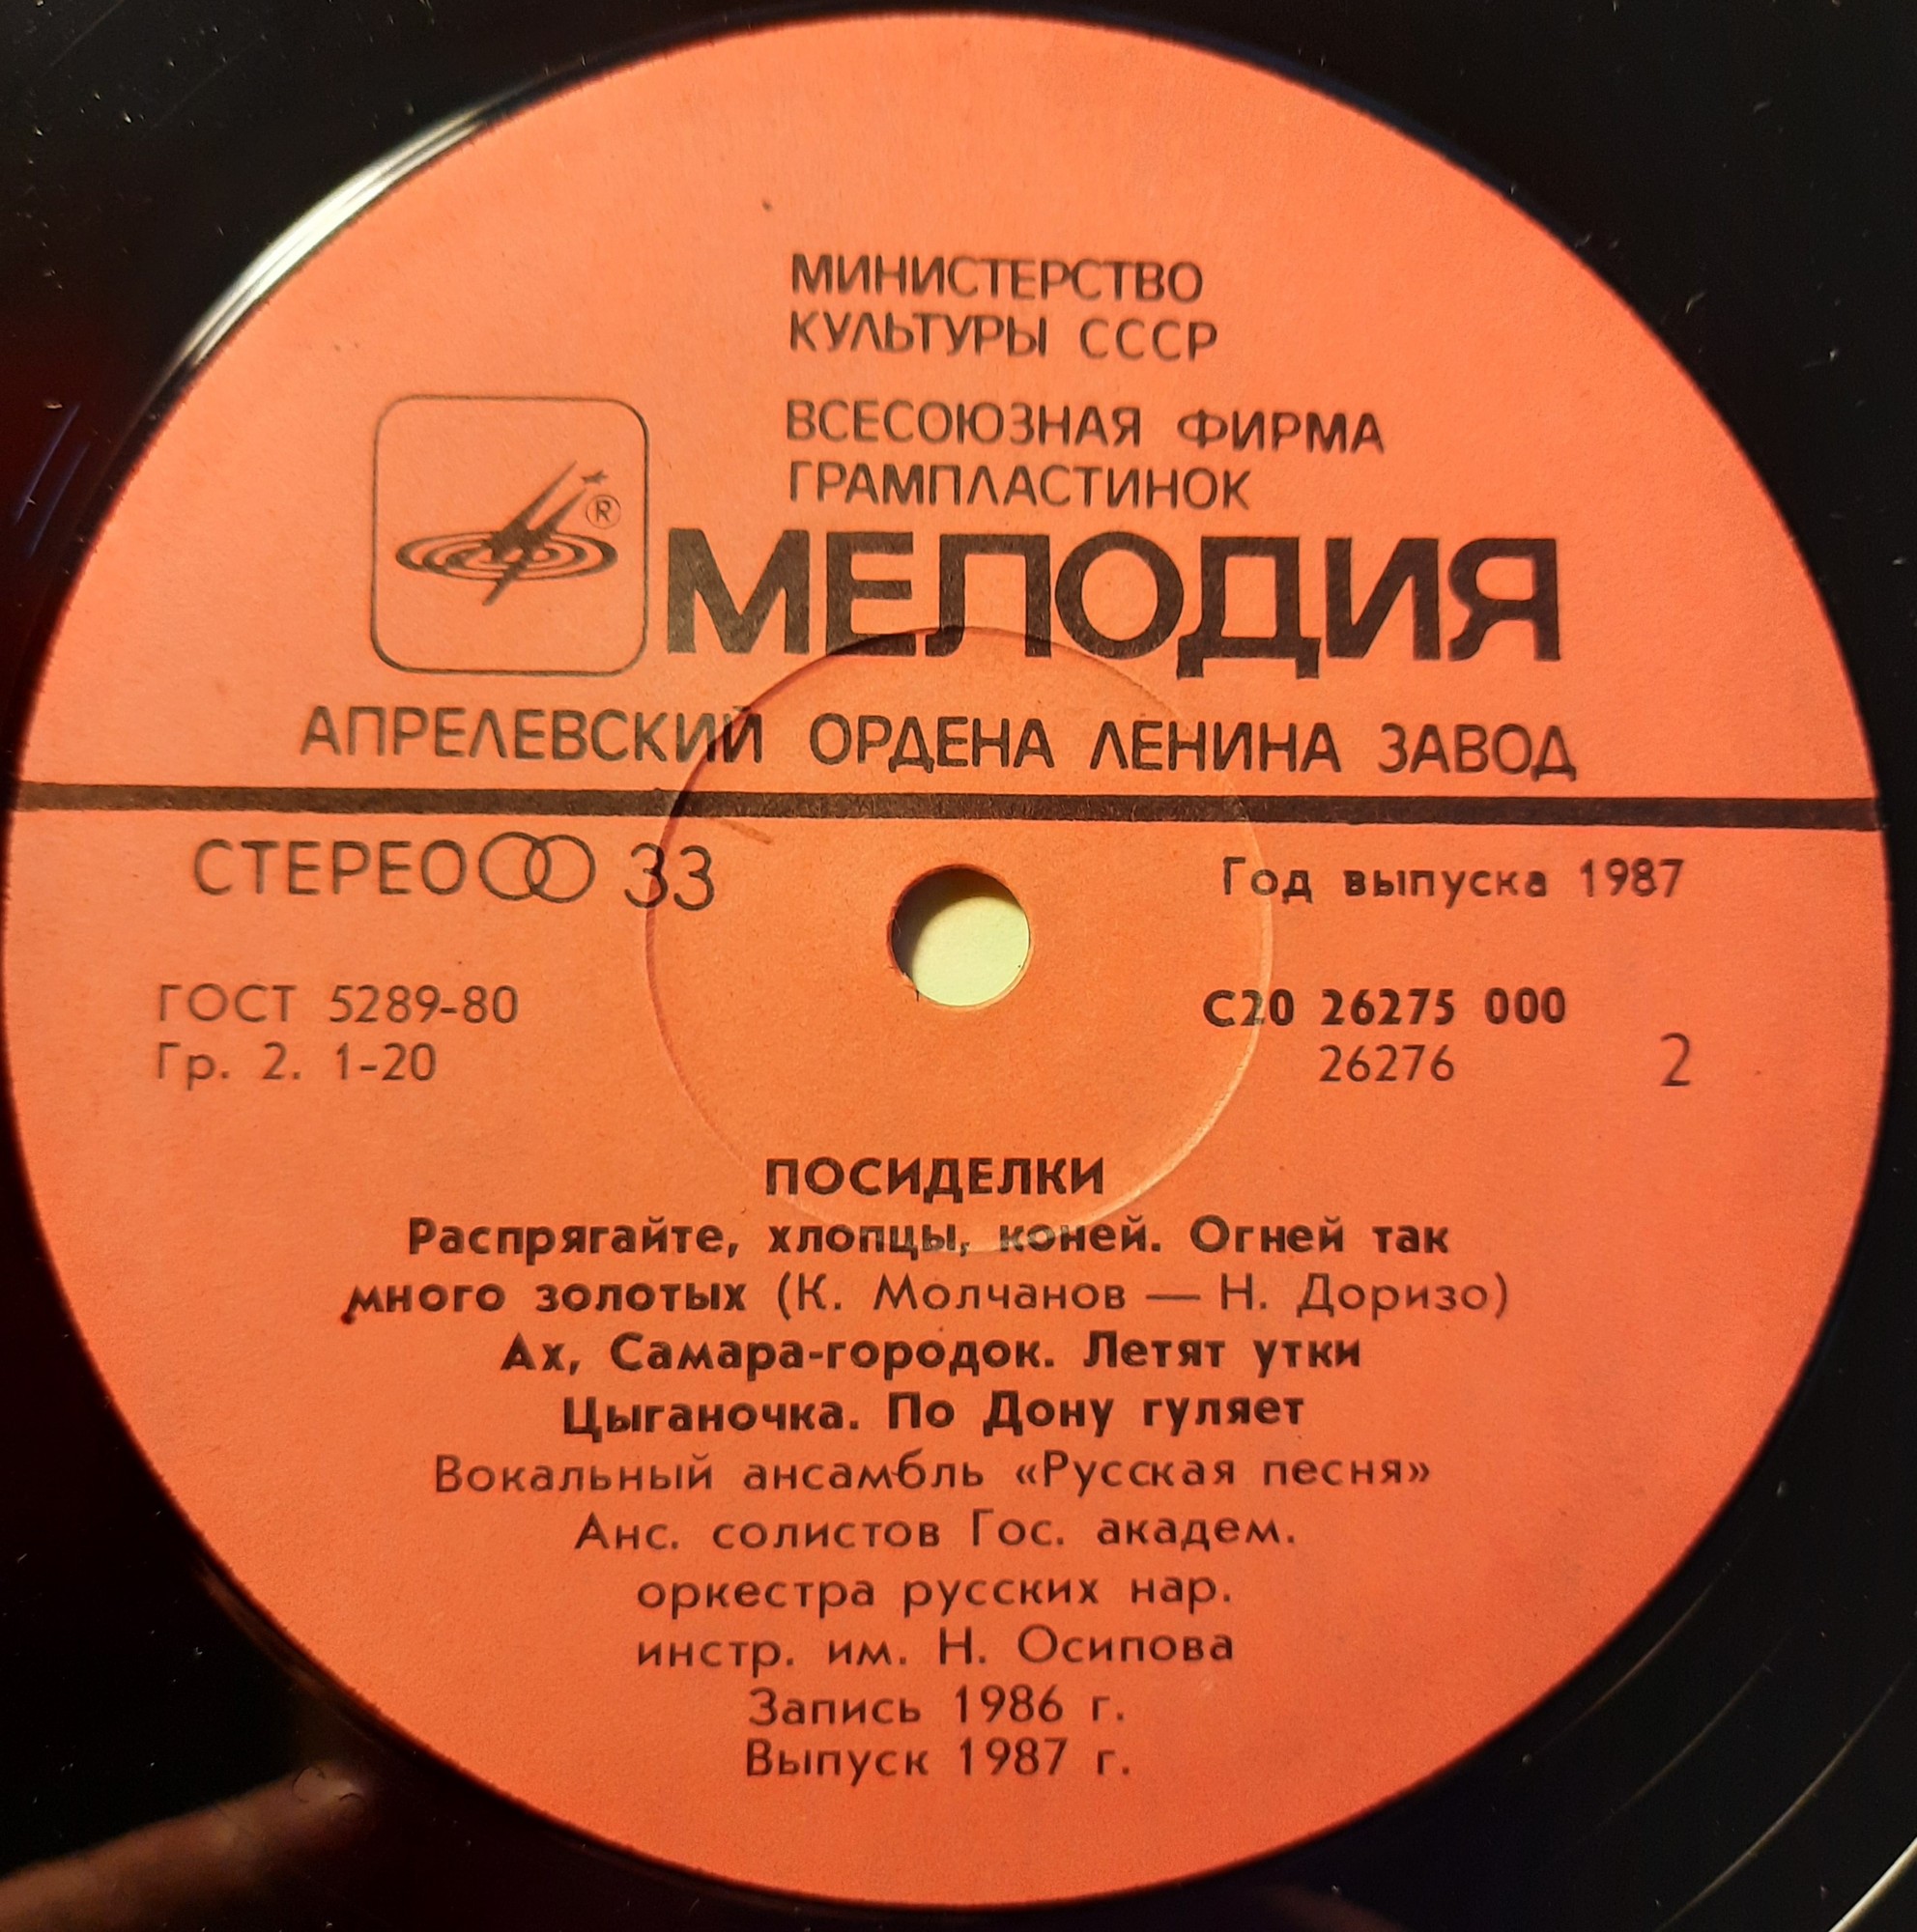 МИНИСТЕРСТВО
КУЛЬТУРЫ СССР
ВСЕСОЮЗНАЯ ФИРМА
ГРАМПЛАСТИНОК
®
МЕЛОДИЯ
АПРЕЛЕВСКИЙ ОРДЕНА ЛЕНИНА ЗАВОД
СТЕРЕО 33
Год выпуска 1987
ГОСТ 5289-80
Гр. 2. 1-20
С20 26275 000
26276
2
ПОСИДЕЛКИ
Распрягайте, хлопцы, коней. Огней так
много золотых (К. Молчанов — Н. Доризо)
Ах, Самара-городок. Летят утки
Цыганочка. По Дону гуляет
Вокальный ансамбль «Русская песня»
Анс. солистов Гос. академ.
оркестра русских нар.
инстр. им. Н. Осипова
Запись 1986 г.
Выпуск 1987 г.